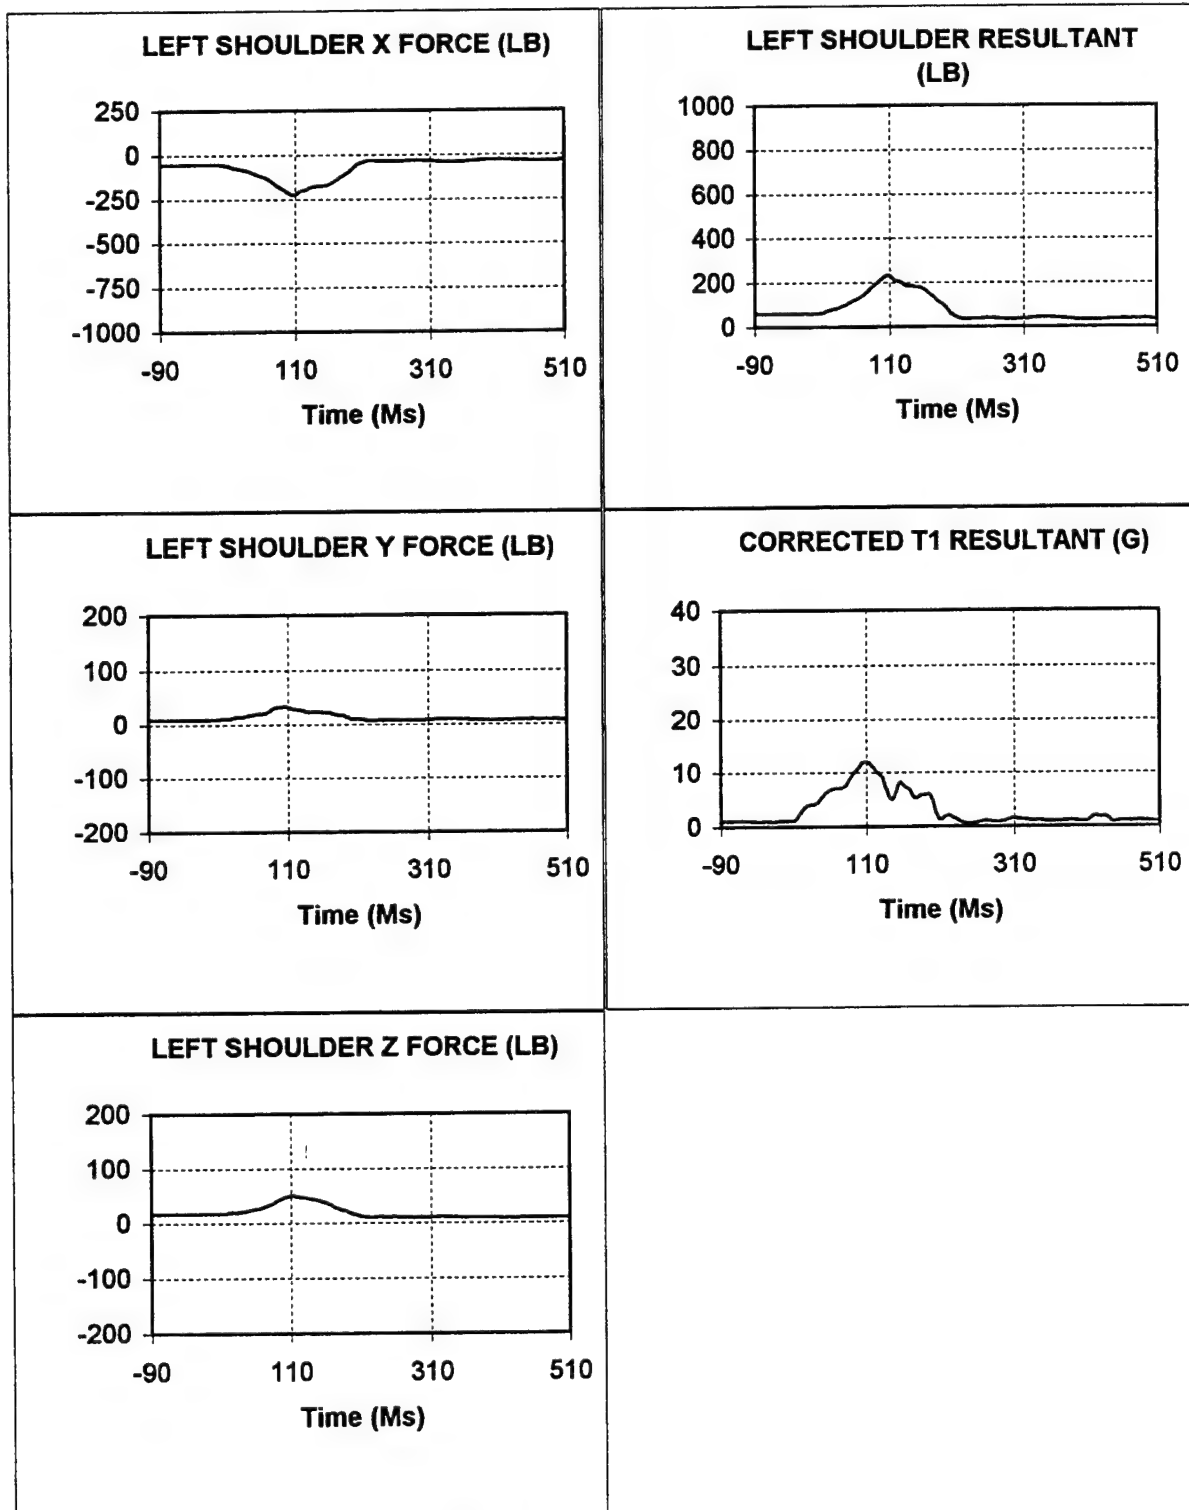 LEFT SHOULDER X FORCE (LB)
250
0
-250
-500
-750
-1000
-90 110 310 510
Time (Ms)
LEFT SHOULDER RESULTANT
(LB)
1000
800
600
400
200
0
-90 110 310 510
Time (Ms)
LEFT SHOULDER Y FORCE (LB)
200
100
0
-100
-200
-90 110 310 510
Time (Ms)
CORRECTED T1 RESULTANT (G)
40
30
20
10
0
-90 110 310 510
Time (Ms)
LEFT SHOULDER Z FORCE (LB)
200
100
0
-100
-200
-90 110 310 510
Time (Ms)